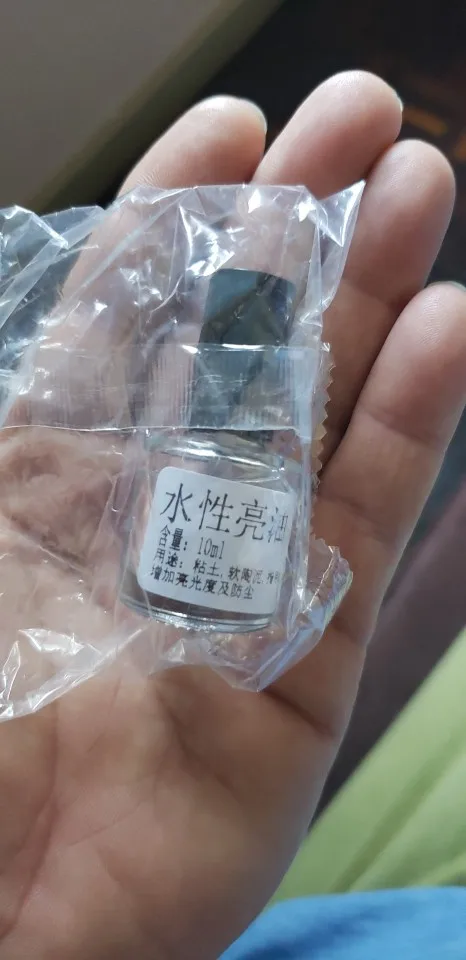 水性亮油
含量：10ml
用途：粘土，软陶泥，
增加亮光度及防尘